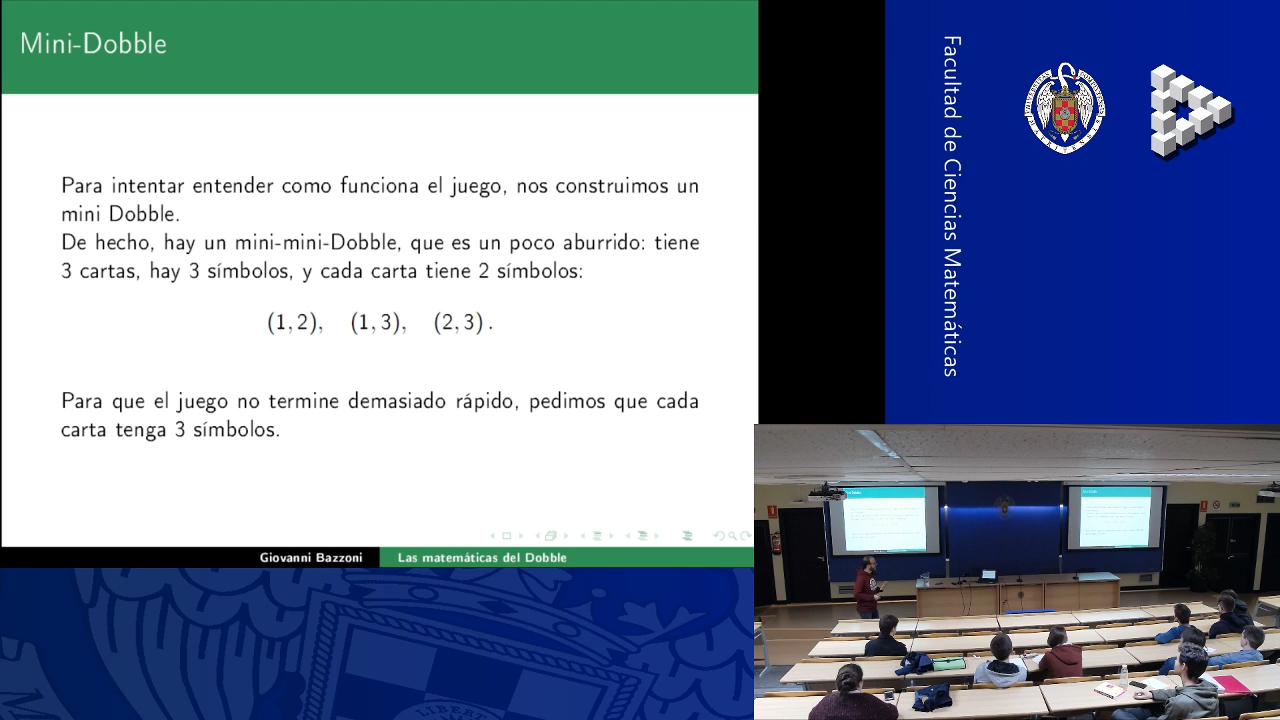 Mini-Dobble
Para intentar entender como funciona el juego, nos construimos un
mini Dobble.
De hecho, hay un mini-mini-Dobble, que es un poco aburrido: tiene
3 cartas, hay 3 símbolos, y cada carta tiene 2 símbolos:
(1, 2), (1, 3), (2, 3) .
Para que el juego no termine demasiado rápido, pedimos que cada
carta tenga 3 símbolos.
Giovanni Bazzoni
Las matemáticas del Dobble
Facultad de Ciencias Matemáticas